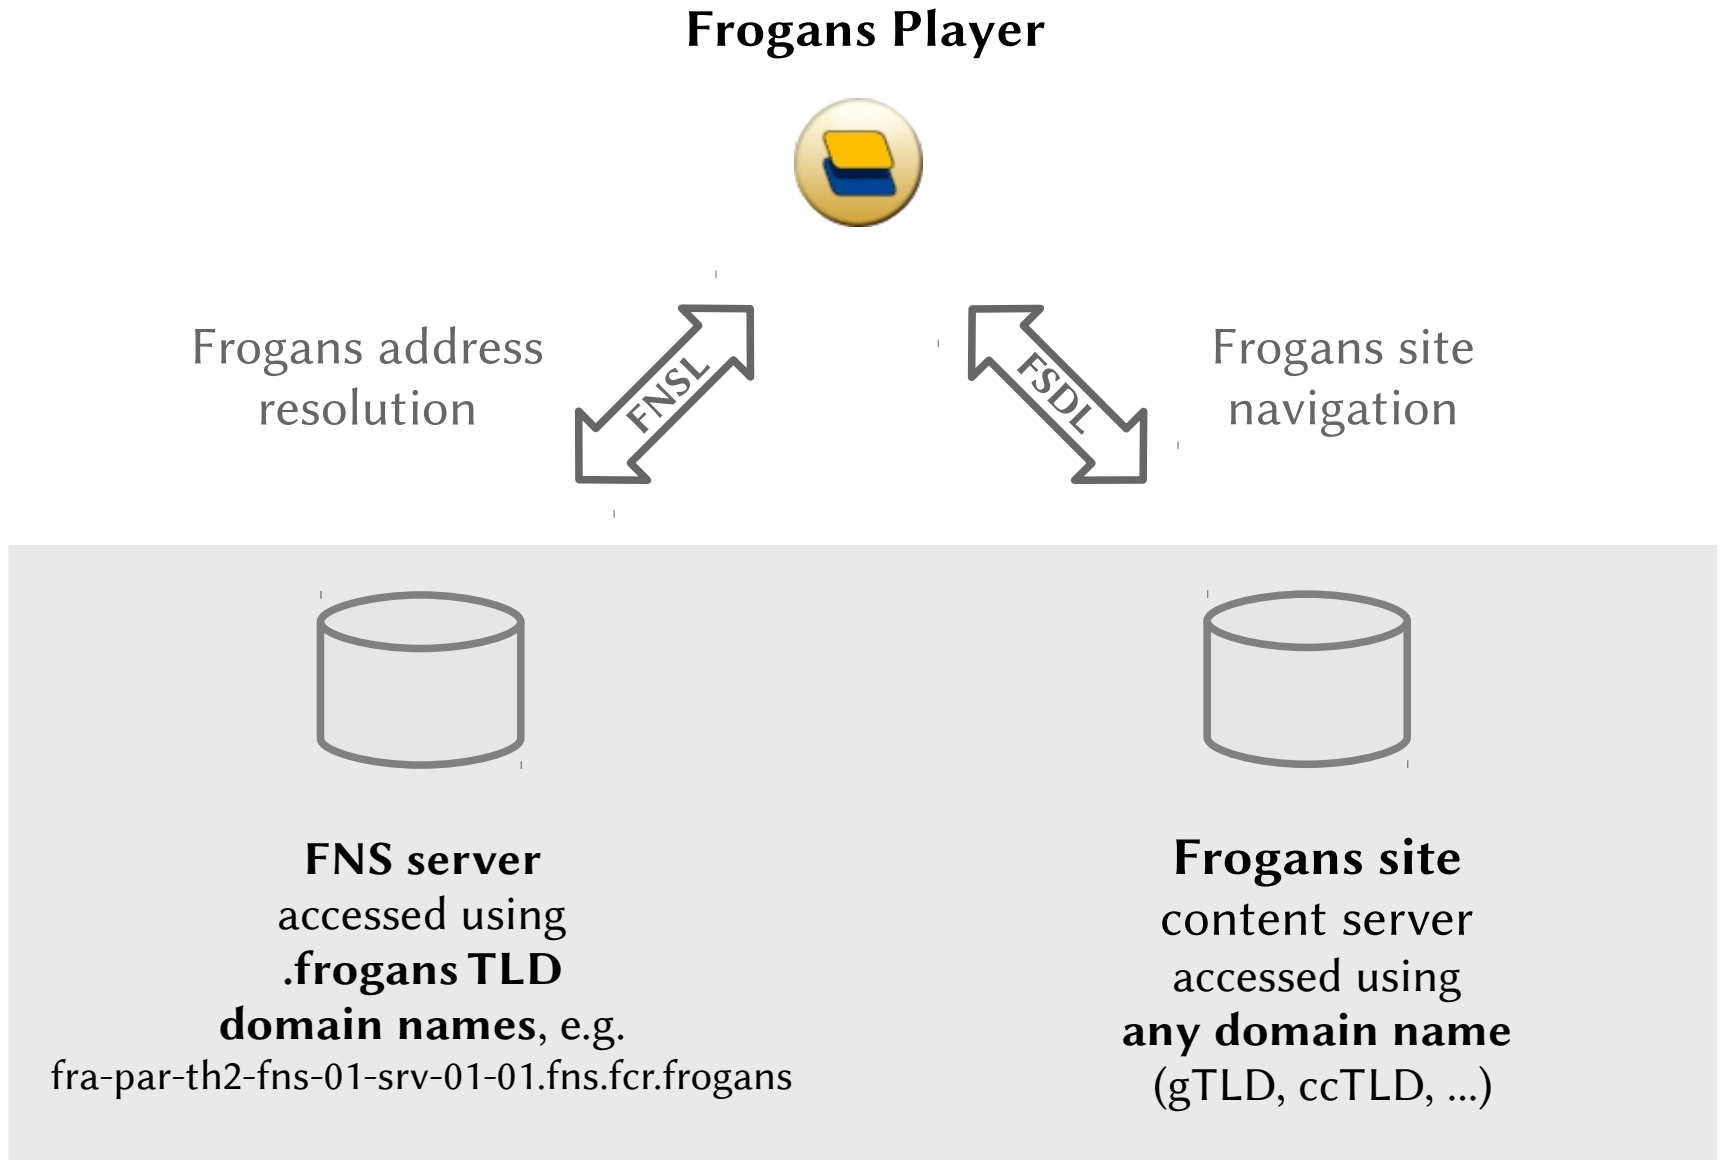 Frogans Player
Frogans address
resolution
FNSL
FSDL
Frogans site
navigation
FNS server
accessed using
.frogans TLD
domain names, e.g.
fra-par-th2-fns-01-srv-01-01.fns.fcr.frogans
Frogans site
content server
accessed using
any domain name
(gTLD, ccTLD, ...)